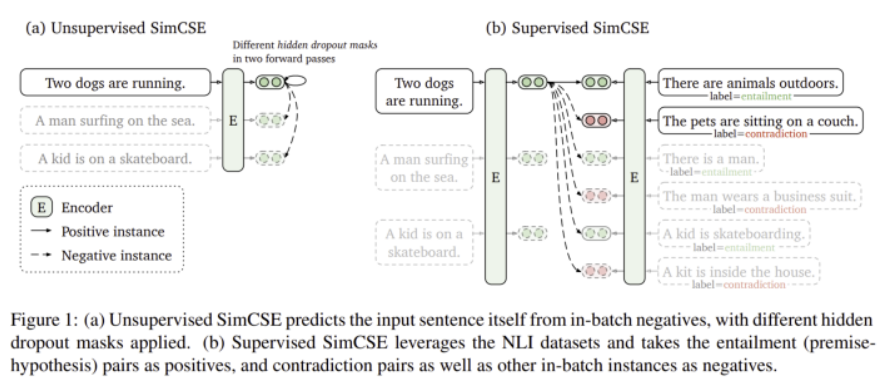 (a) Unsupervised SimCSE
Different hidden dropout masks
in two forward passes
Two dogs are running.
A man surfing on the sea.
A kid is on a skateboard.
E
E Encoder
Positive instance
Negative instance
(b) Supervised SimCSE
Two dogs
are running.
A man surfing
on the sea.
A kid is on a
skateboard.
E
E
There are animals outdoors.
label=entailment
The pets are sitting on a couch.
label=contradiction
There is a man.
label=entailment
The man wears a business suit.
label=contradiction
A kid is skateboarding.
label=entailment
A kit is inside the house.
label=contradiction
Figure 1: (a) Unsupervised SimCSE predicts the input sentence itself from in-batch negatives, with different hidden
dropout masks applied. (b) Supervised SimCSE leverages the NLI datasets and takes the entailment (premise-
hypothesis) pairs as positives, and contradiction pairs as well as other in-batch instances as negatives.